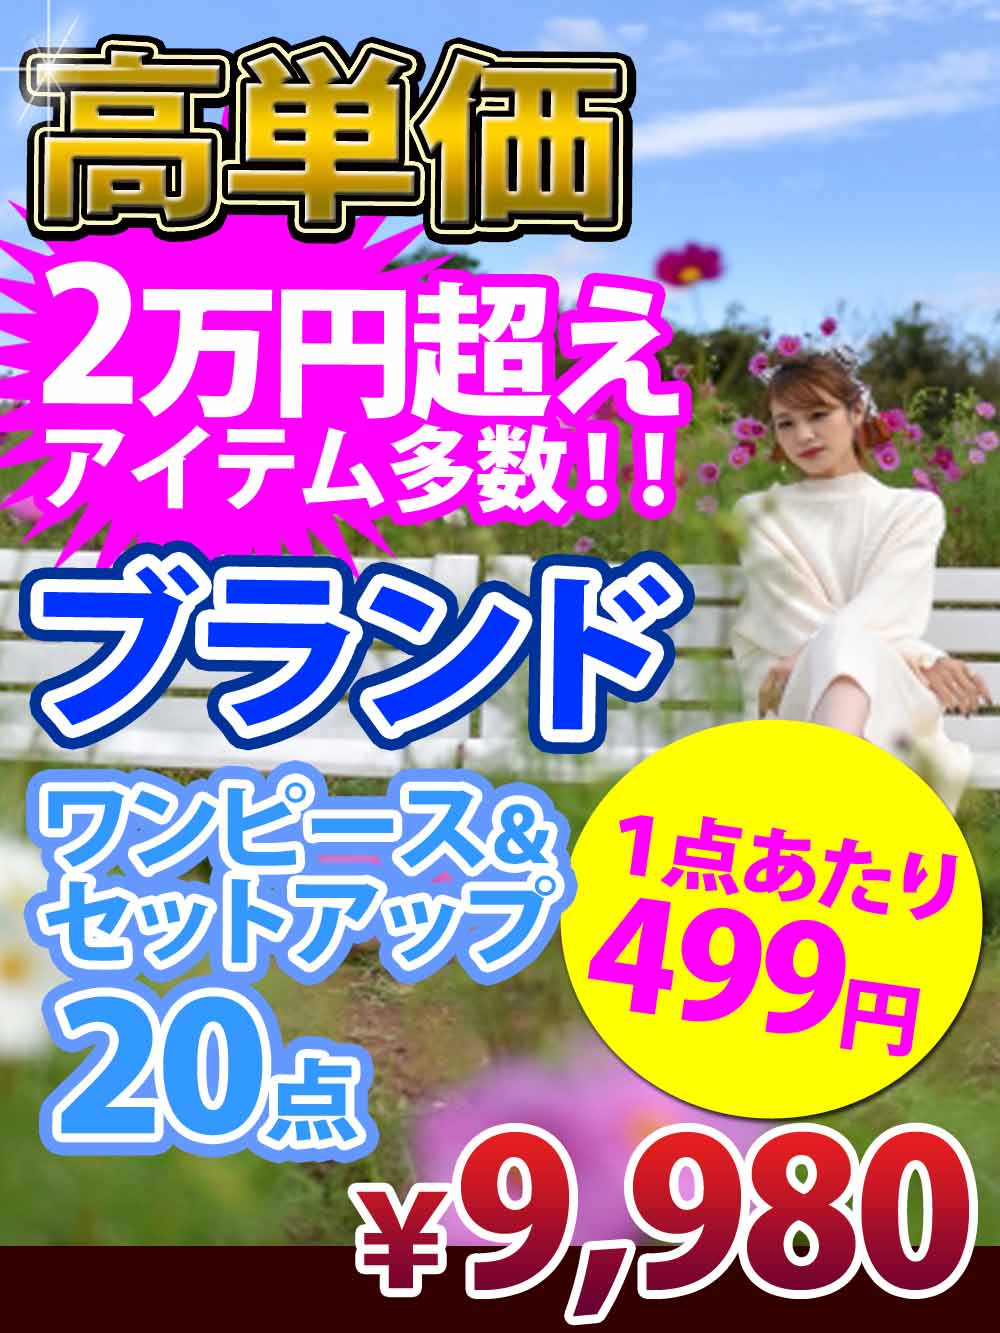 高単価
2万円超え
アイテム多数!!
ブランド
ワンピース&
セットアップ
20点
1点あたり
499円
¥9,980